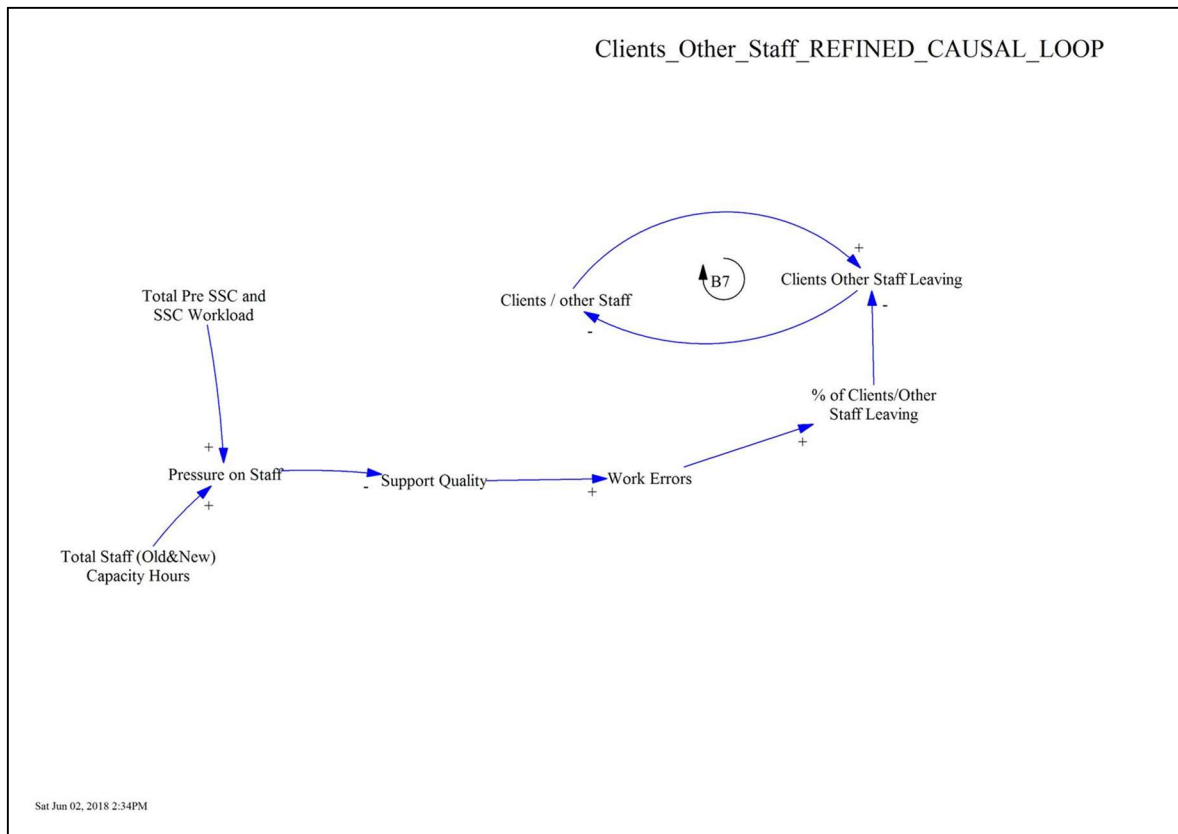 Clients_Other_Staff_REFINED_CAUSAL_LOOP
+
B7
Clients Other Staff Leaving
Clients / other Staff
-
-
Total Pre SSC and
SSC Workload
% of Clients/Other
Staff Leaving
+
+
Pressure on Staff
-
Support Quality
+
Work Errors
+
Total Staff (Old&New)
Capacity Hours
Sat Jun 02, 2018 2:34PM